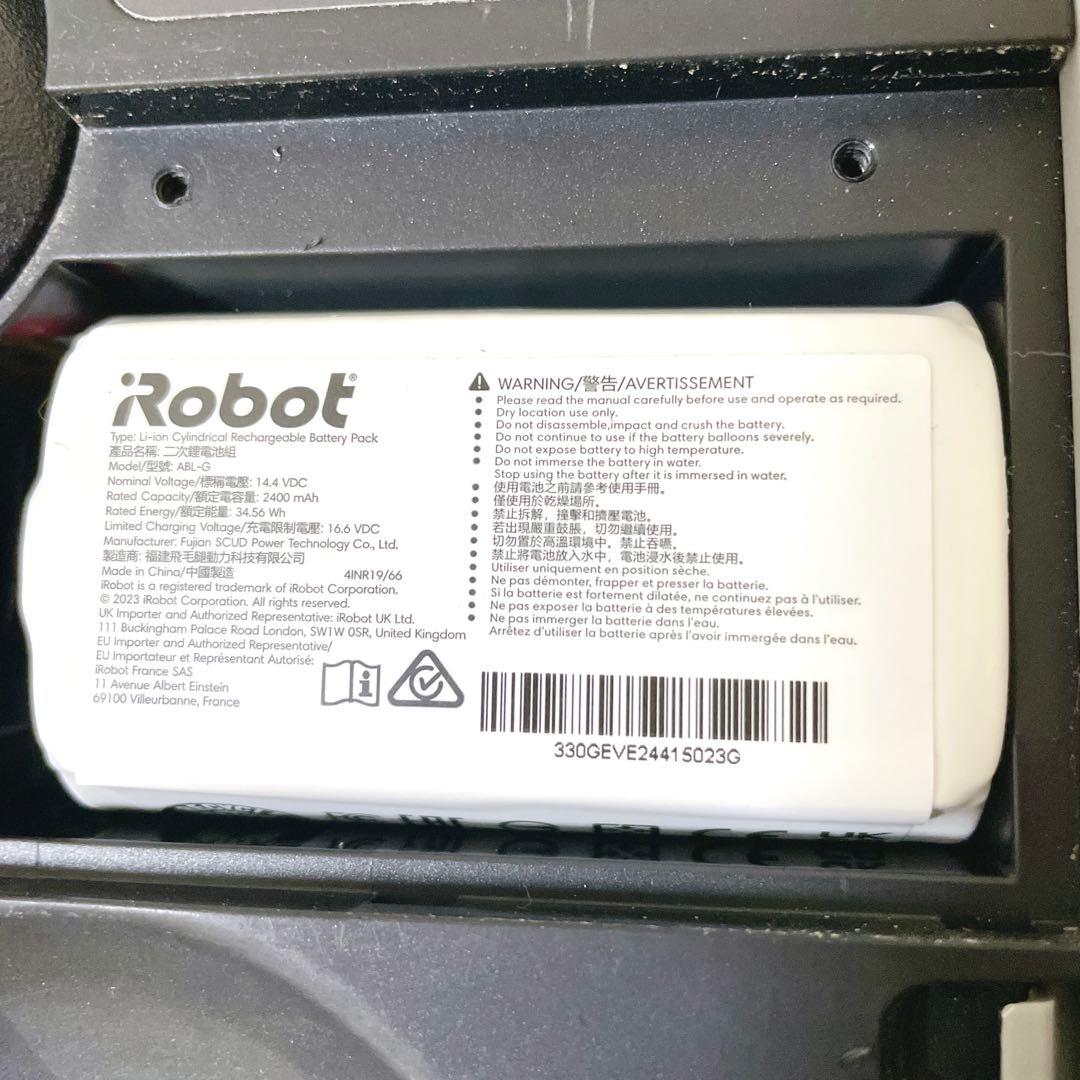 iRobot®
Type: Li-ion Cylindrical Rechargeable Battery Pack
產品名稱: 二次鋰電池組
Model/型號: ABL-G
Nominal Voltage/標稱電壓: 14.4 VDC
Rated Capacity/額定電容量: 2400 mAh
Rated Energy/額定能量: 34.56 Wh
Limited Charging Voltage/充電限制電壓: 16.6 VDC
Manufacturer: Fujian SCUD Power Technology Co., Ltd.
製造商: 福建飛毛腿動力科技有限公司
Made in China/中國製造 4INR19/66
iRobot is a registered trademark of iRobot Corporation.
© 2023 iRobot Corporation. All rights reserved.
UK Importer and Authorized Representative: iRobot UK Ltd.
111 Buckingham Palace Road London, SW1W 0SR, United Kingdom
EU Importer and Authorized Representative/
EU Importateur et Représentant Autorisé:
iRobot France SAS
11 Avenue Albert Einstein
69100 Villeurbanne, France
WARNING/警告/AVERTISSEMENT
• Please read the manual carefully before use and operate as required.
• Dry location use only.
• Do not disassemble,impact and crush the battery.
• Do not continue to use if the battery balloons severely.
• Do not expose battery to high temperature.
• Do not immerse the battery in water.
Stop using the battery after it is immersed in water.
• 使用電池之前請參考使用手冊。
• 僅使用於乾燥場所。
• 禁止拆解，撞擊和擠壓電池。
• 若出現嚴重鼓脹，切勿繼續使用。
• 切勿置於高溫環境中。禁止吞嚥。
• 禁止將電池放入水中，電池浸水後禁止使用。
• Utiliser uniquement en position sèche.
• Ne pas démonter, frapper et presser la batterie.
• Si la batterie est fortement dilatée, ne continuez pas à l'utiliser.
• Ne pas exposer la batterie à des températures élevées.
• Ne pas immerger la batterie dans l'eau.
Arrêtez d'utiliser la batterie après l'avoir immergée dans l'eau.
330GEVE24415023G